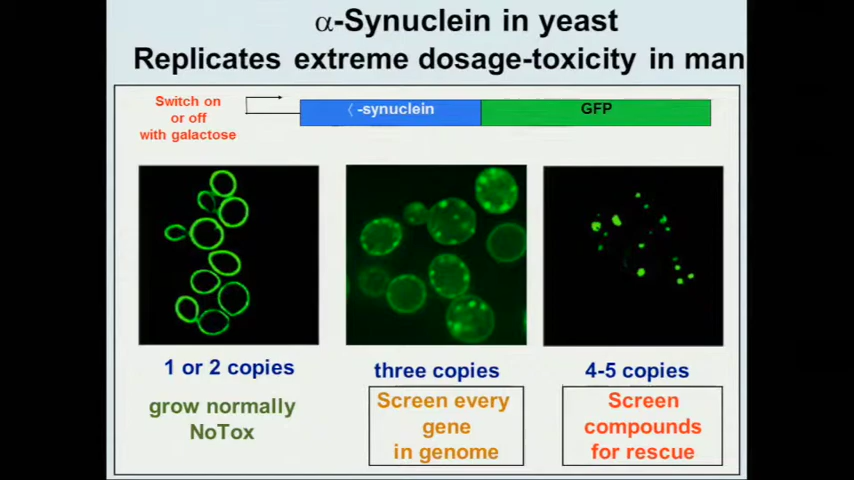 α-Synuclein in yeast
Replicates extreme dosage-toxicity in man
Switch on
or off
with galactose
〈 -synuclein
GFP
1 or 2 copies
grow normally
NoTox
three copies
Screen every
gene
in genome
4-5 copies
Screen
compounds
for rescue